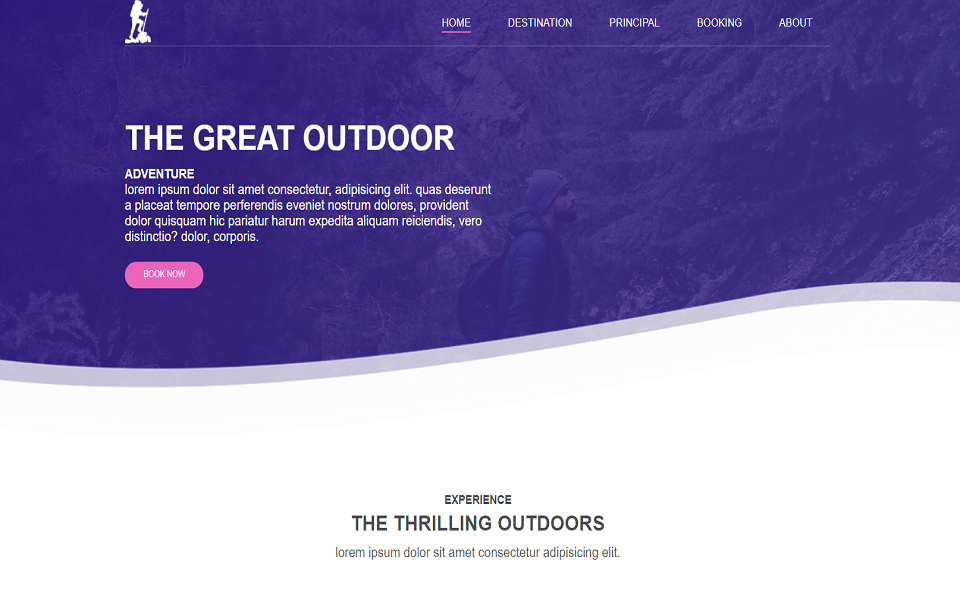 HOME DESTINATION PRINCIPAL BOOKING ABOUT
THE GREAT OUTDOOR
ADVENTURE
lorem ipsum dolor sit amet consectetur, adipisicing elit. quas deserunt
a placeat tempore perferendis eveniet nostrum dolores, provident
dolor quisquam hic pariatur harum expedita aliquam reiciendis, vero
distinctio? dolor, corporis.
BOOK NOW
EXPERIENCE
THE THRILLING OUTDOORS
lorem ipsum dolor sit amet consectetur adipisicing elit.